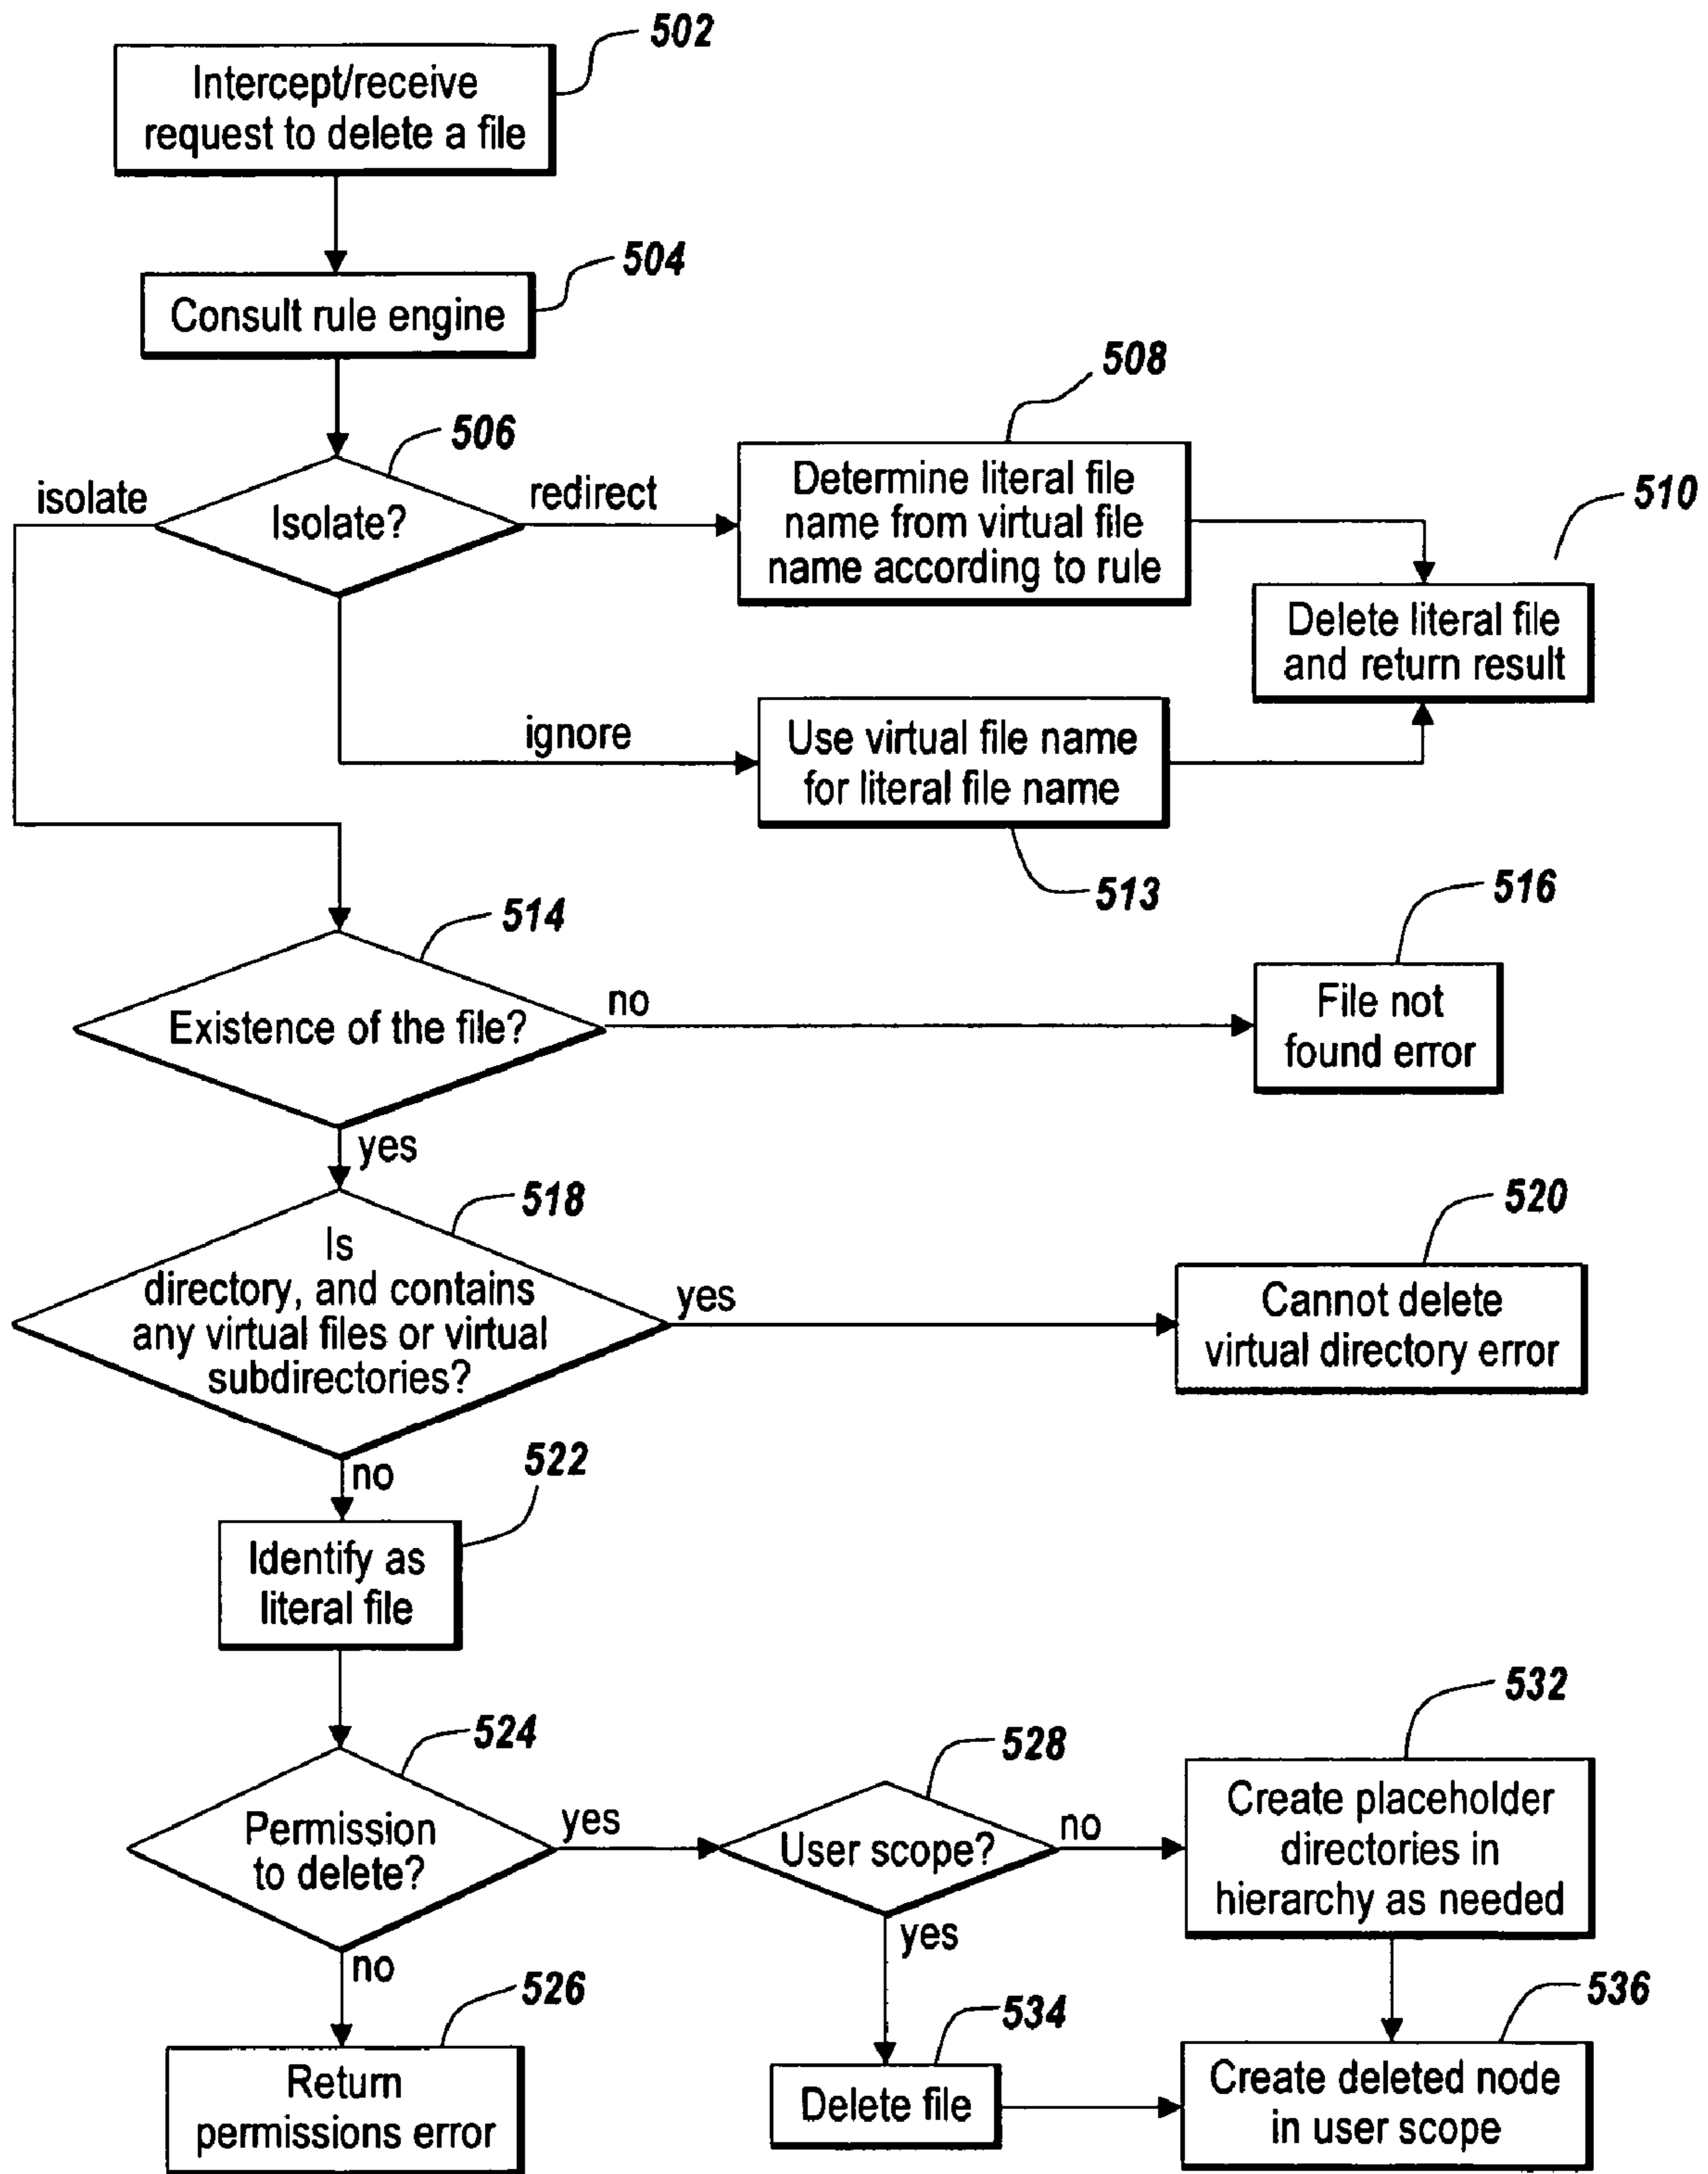 502
Intercept/receive
request to delete a file
504
Consult rule engine
508
506
isolate
redirect
Isolate?
Determine literal file
name from virtual file
name according to rule
510
Delete literal file
and return result
ignore
Use virtual file name
for literal file name
513
516
514
no
Existence of the file?
File not
found error
yes
518
520
Is
directory, and contains
any virtual files or virtual
subdirectories?
yes
Cannot delete
virtual directory error
522
no
Identify as
literal file
532
524
528
Permission
to delete?
yes
User scope?
no
Create placeholder
directories in
hierarchy as needed
yes
no
526
534
536
Return
permissions error
Delete file
Create deleted node
in user scope